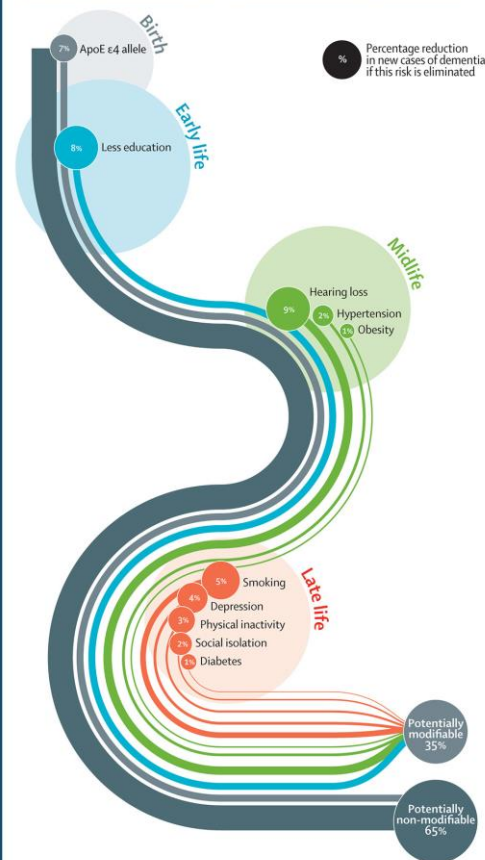 Birth
7% ApoE ε4 allele
%
Percentage reduction
in new cases of dementia
if this risk is eliminated
Early life
8% Less education
Midlife
Hearing loss
9%
2% Hypertension
1% Obesity
Late life
5% Smoking
4% Depression
3% Physical inactivity
2% Social isolation
1% Diabetes
Potentially
modifiable
35%
Potentially
non-modifiable
65%